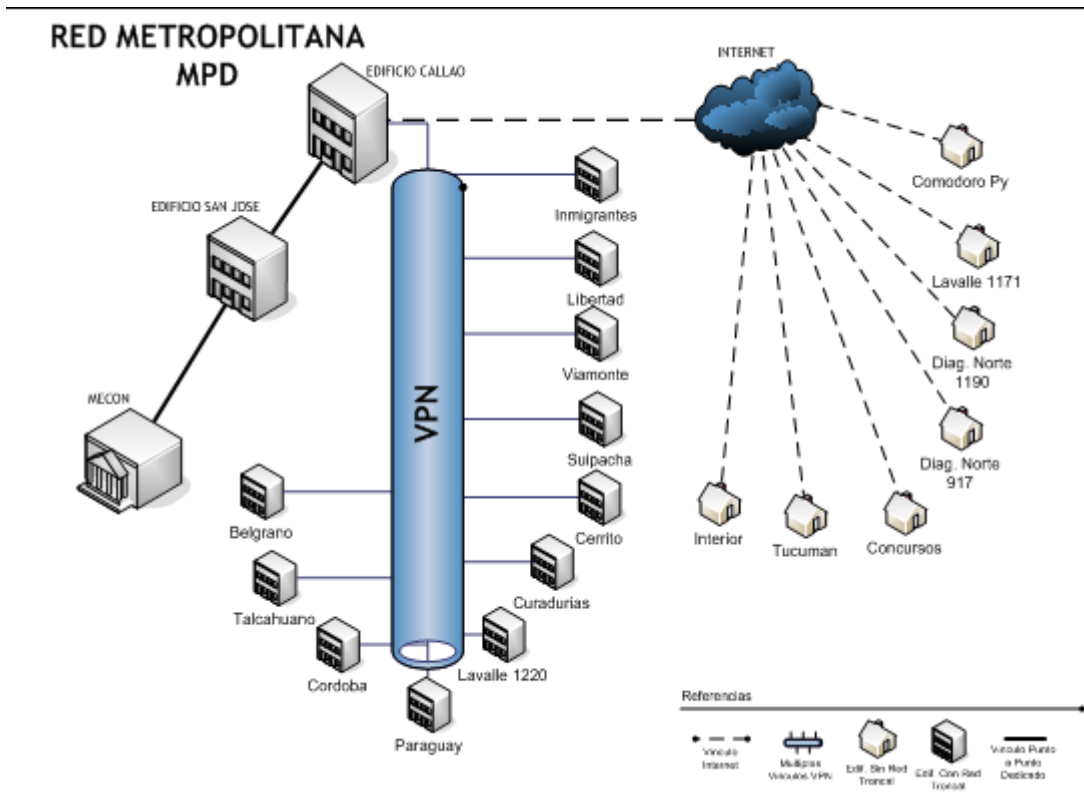 RED METROPOLITANA
MPD
EDIFICIO CALLAO
INTERNET
Comodoro Py
Inmigrantes
EDIFICIO SAN JOSE
Lavalle 1171
Libertad
Diag. Norte
1190
Viamonte
MECON
VPN
Suipacha
Diag. Norte
917
Belgrano
Cerrito
Interior
Tucuman
Concursos
Talcahuano
Curadurias
Cordoba
Lavalle 1220
Paraguay
Referencias
Vinculo
Internet
Multiples
Vinculos VPN
Edif. Sin Red
Troncal
Edif. Con Red
Troncal
Vinculo Punto
a Punto
Dedicado